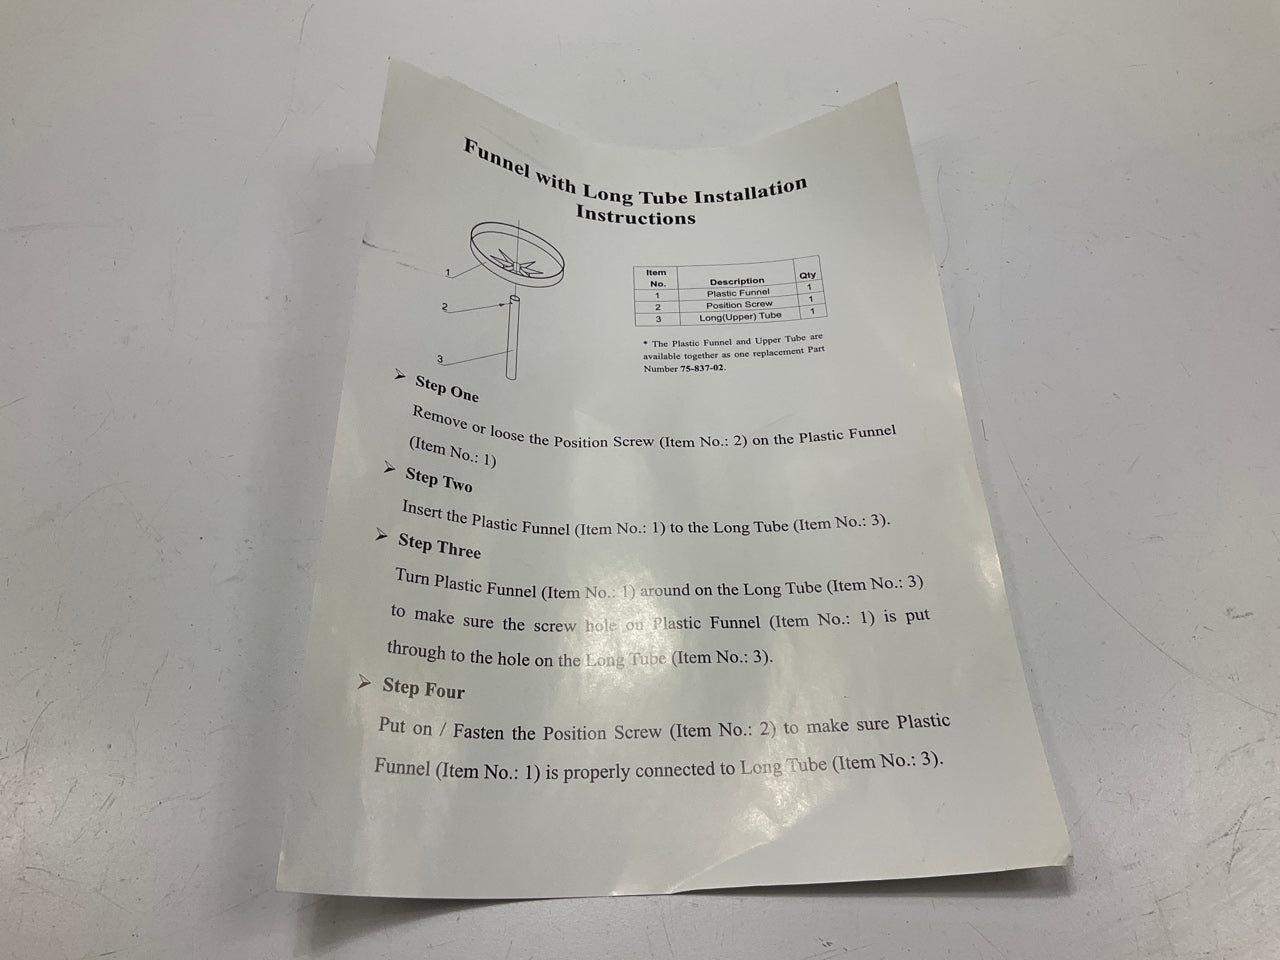 Funnel with Long Tube Installation
Instructions
1
2
3
Item No. Description Qty
1 Plastic Funnel 1
2 Position Screw 1
3 Long(Upper) Tube 1
* The Plastic Funnel and Upper Tube are
available together as one replacement Part
Number 75-837-02.
➢ Step One
Remove or loose the Position Screw (Item No.: 2) on the Plastic Funnel
(Item No.: 1)
➢ Step Two
Insert the Plastic Funnel (Item No.: 1) to the Long Tube (Item No.: 3).
➢ Step Three
Turn Plastic Funnel (Item No.: 1) around on the Long Tube (Item No.: 3)
to make sure the screw hole on Plastic Funnel (Item No.: 1) is put
through to the hole on the Long Tube (Item No.: 3).
➢ Step Four
Put on / Fasten the Position Screw (Item No.: 2) to make sure Plastic
Funnel (Item No.: 1) is properly connected to Long Tube (Item No.: 3).